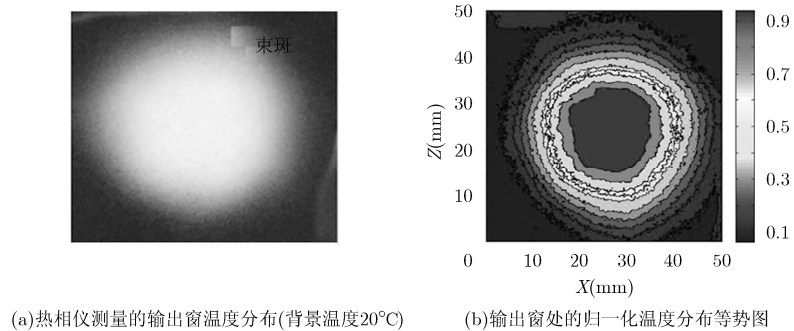 束斑
50
40
30
20
10
0
Z(mm)
10 20 30 40 50
X(mm)
0.9
0.7
0.5
0.3
0.1
(a)热相仪测量的输出窗温度分布(背景温度20°C)
(b)输出窗处的归一化温度分布等势图